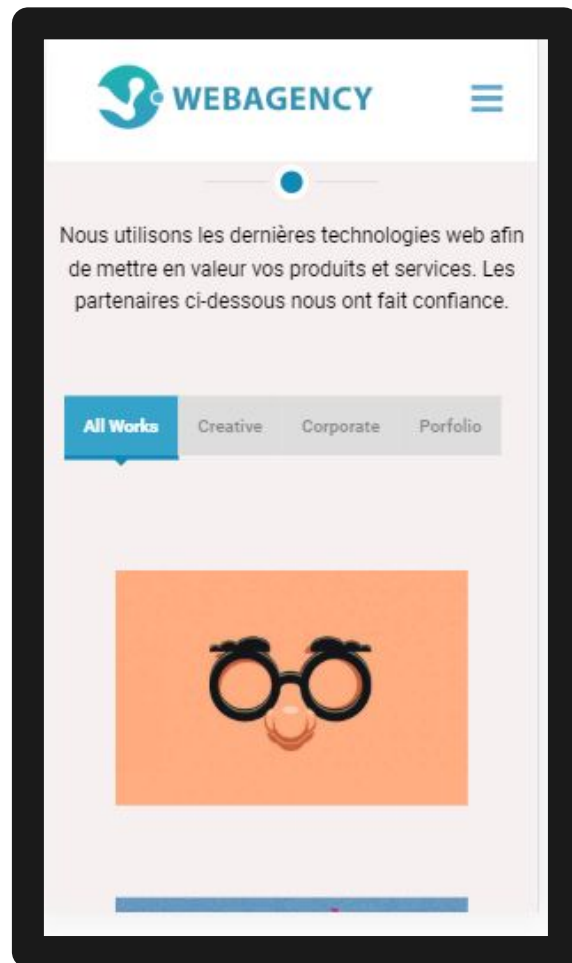 WEBAGENCY
Nous utilisons les dernières technologies web afin
de mettre en valeur vos produits et services. Les
partenaires ci-dessous nous ont fait confiance.
All Works Creative Corporate Porfolio